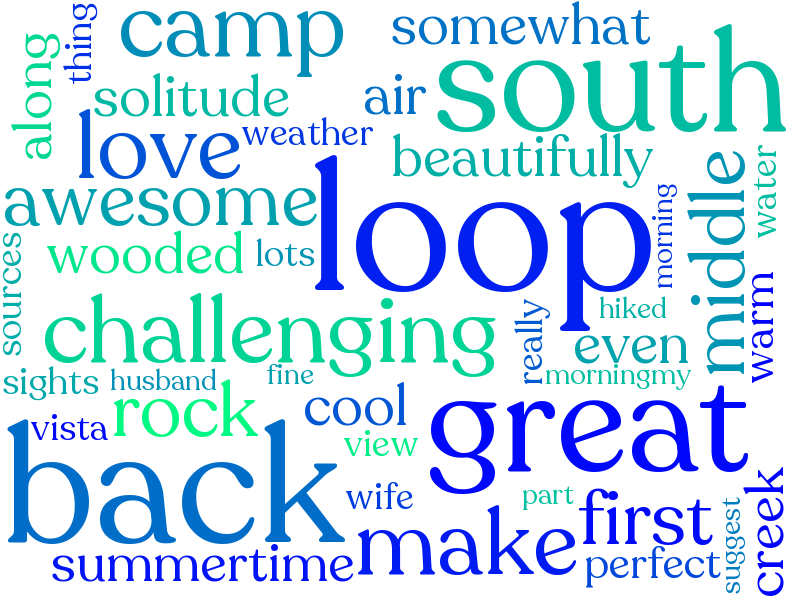 thing
camp
somewhat
along
south
solitude
air
love
weather
beautifully
awesome
loop
middle
water
morning
wooded
lots
sources
challenging
really
hiked
even
warm
sights
husband
fine
morningmy
rock
cool
great
vista
view
back
wife
part
first
creek
make
suggest
summertime
perfect